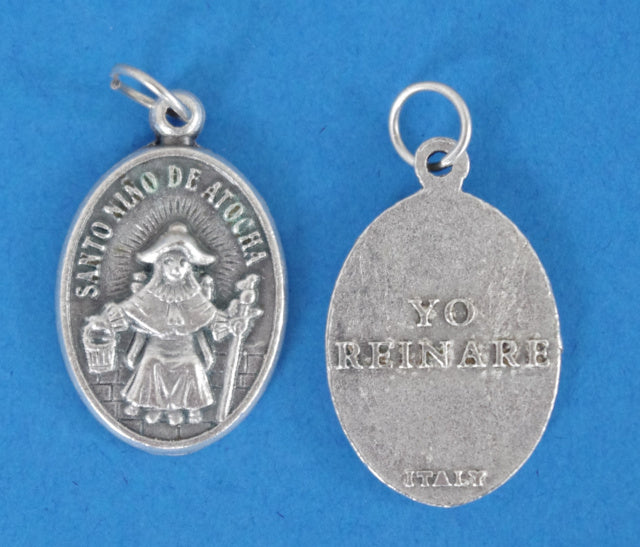 SANTO NIÑO DE ATOCHA
YO
REINARE
ITALY